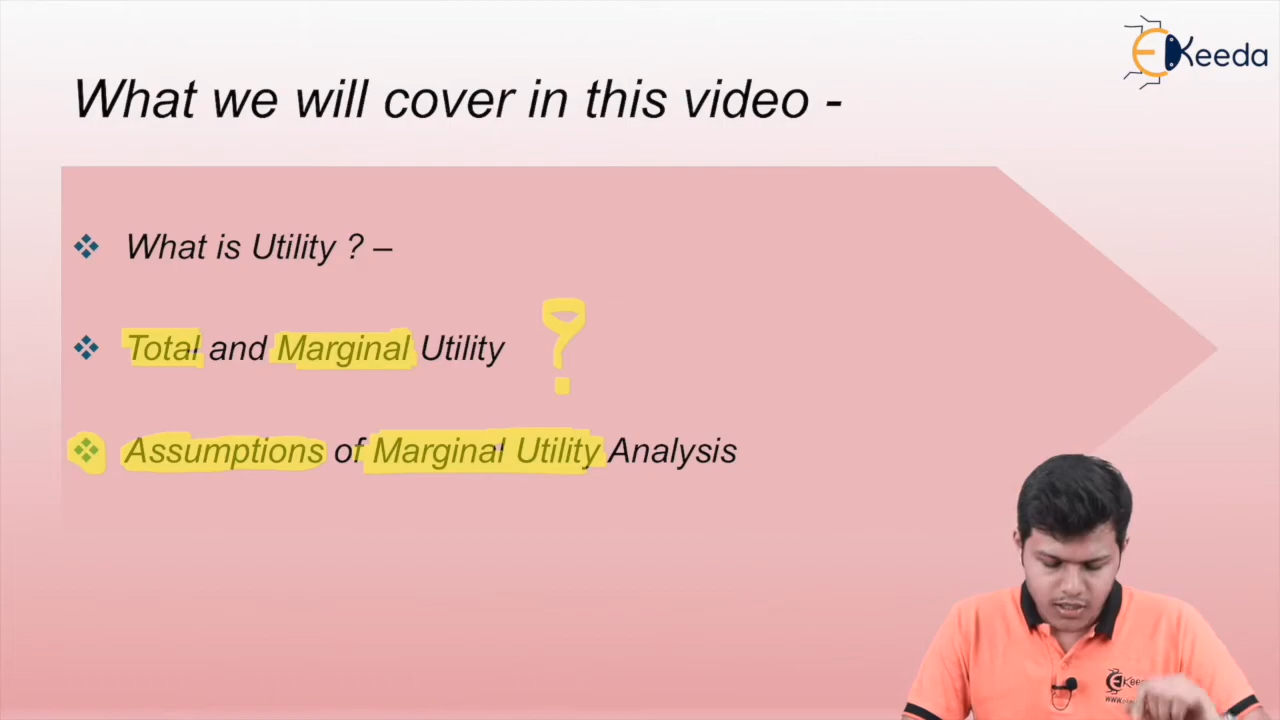 EKeeda
What we will cover in this video -
What is Utility ? –
Total and Marginal Utility ?
Assumptions of Marginal Utility Analysis